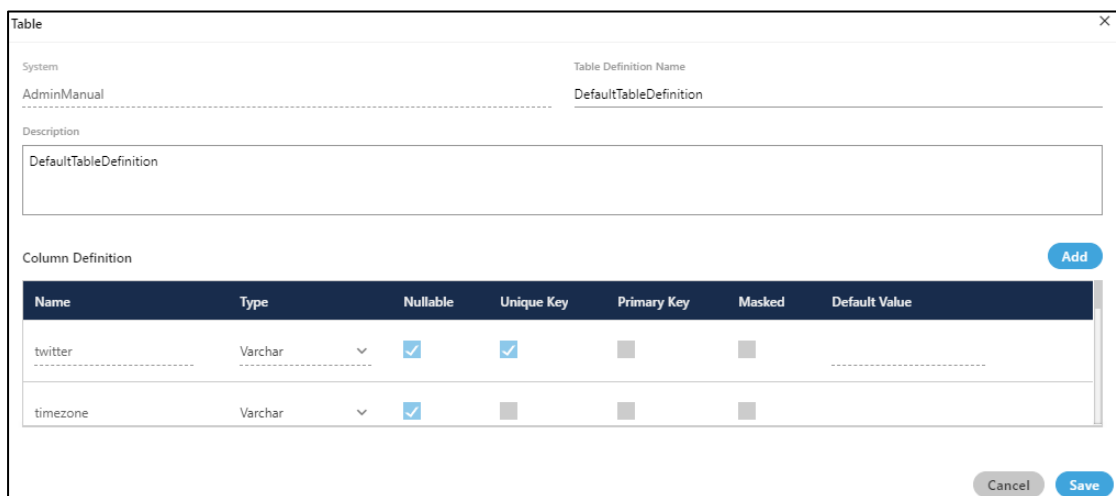 Table
System
Table Definition Name
AdminManual
DefaultTableDefinition
Description
DefaultTableDefinition
Column Definition
Add
Name Type Nullable Unique Key Primary Key Masked Default Value
twitter Varchar
timezone Varchar
Cancel Save